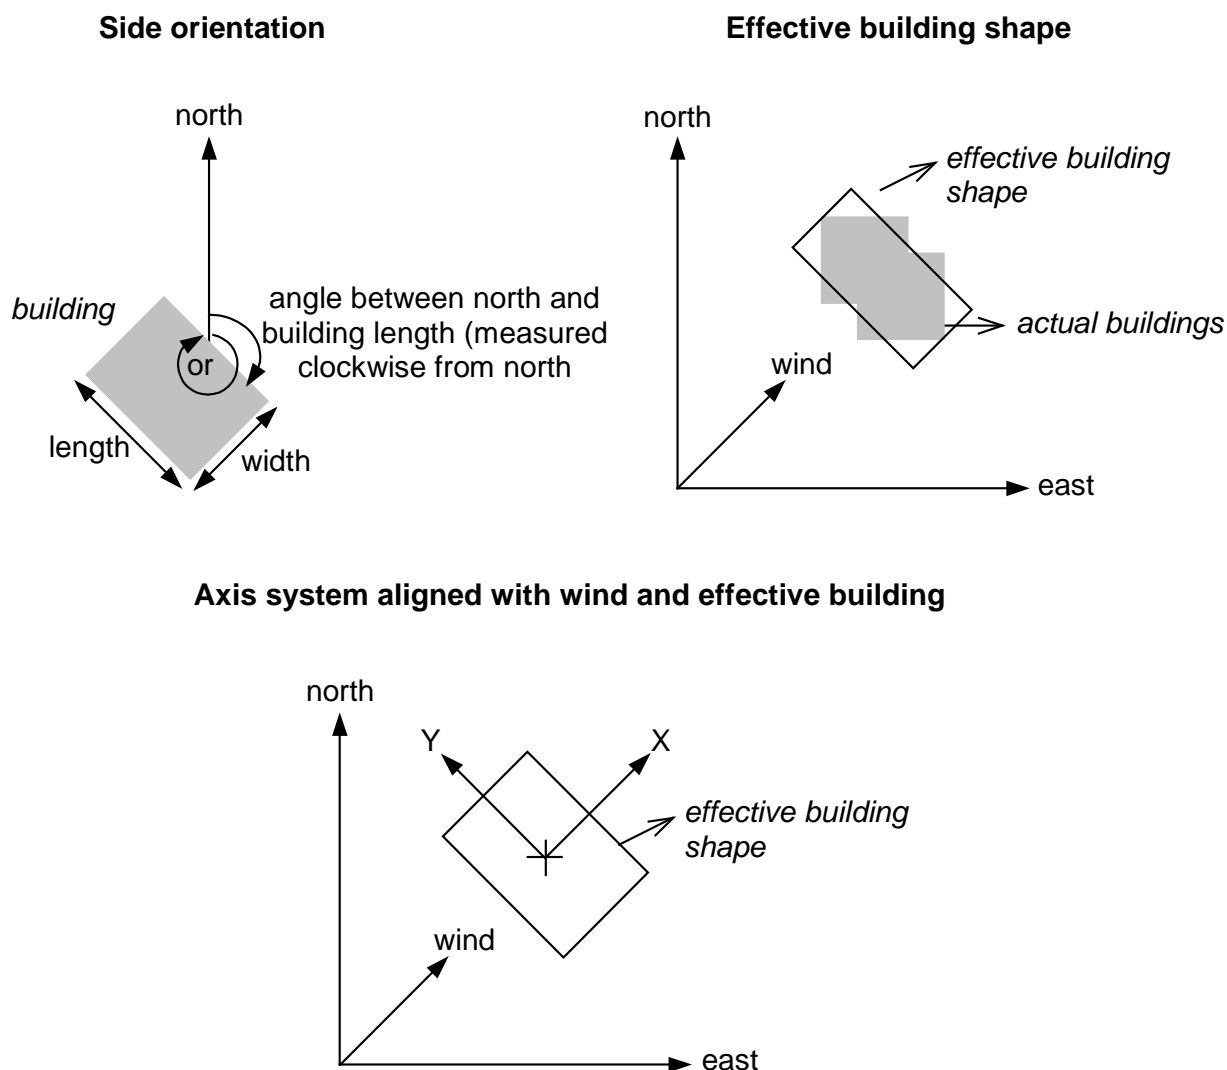 Side orientation
north
building
angle between north and
building length (measured
clockwise from north
or
length
width
Effective building shape
north
effective building
shape
actual buildings
wind
east
Axis system aligned with wind and effective building
north
Y
X
effective building
shape
wind
east